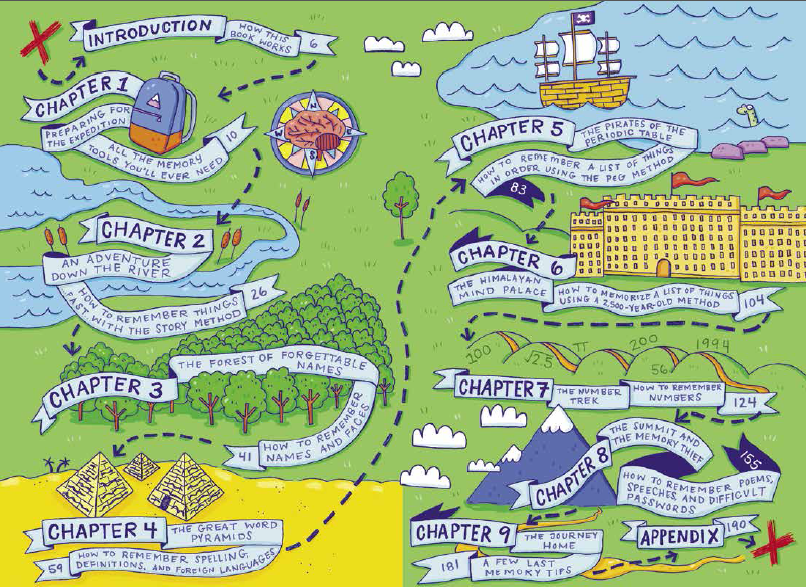 INTRODUCTION
HOW THIS
BOOK WORKS
6
CHAPTER 1
PREPARING FOR
THE EXPEDITION
10
ALL THE MEMORY
TOOLS YOU'LL EVER NEED
N
E
S
W
CHAPTER 2
AN ADVENTURE
DOWN THE RIVER
HOW TO REMEMBER THINGS
FAST WITH THE STORY METHOD
26
CHAPTER 3
THE FOREST OF FORGETTABLE
NAMES
HOW TO REMEMBER
NAMES AND FACES
41
CHAPTER 4
THE GREAT WORD
PYRAMIDS
59
HOW TO REMEMBER SPELLING,
DEFINITIONS, AND FOREIGN LANGUAGES
CHAPTER 5
THE PIRATES OF THE
PERIODIC TABLE
HOW TO REMEMBER A LIST OF THINGS
IN ORDER USING THE PEG METHOD
83
CHAPTER 6
THE HIMALAYAN
MIND PALACE
HOW TO MEMORIZE A LIST OF THINGS
USING A 2,500-YEAR-OLD METHOD
104
100
√2.5
π
200
56
1994
CHAPTER 7
THE NUMBER
TREK
HOW TO REMEMBER
NUMBERS
124
CHAPTER 8
THE SUMMIT AND
THE MEMORY THIEF
155
HOW TO REMEMBER POEMS,
SPEECHES, AND DIFFICULT
PASSWORDS
CHAPTER 9
THE JOURNEY
HOME
181
A FEW LAST
MEMORY TIPS
APPENDIX
190